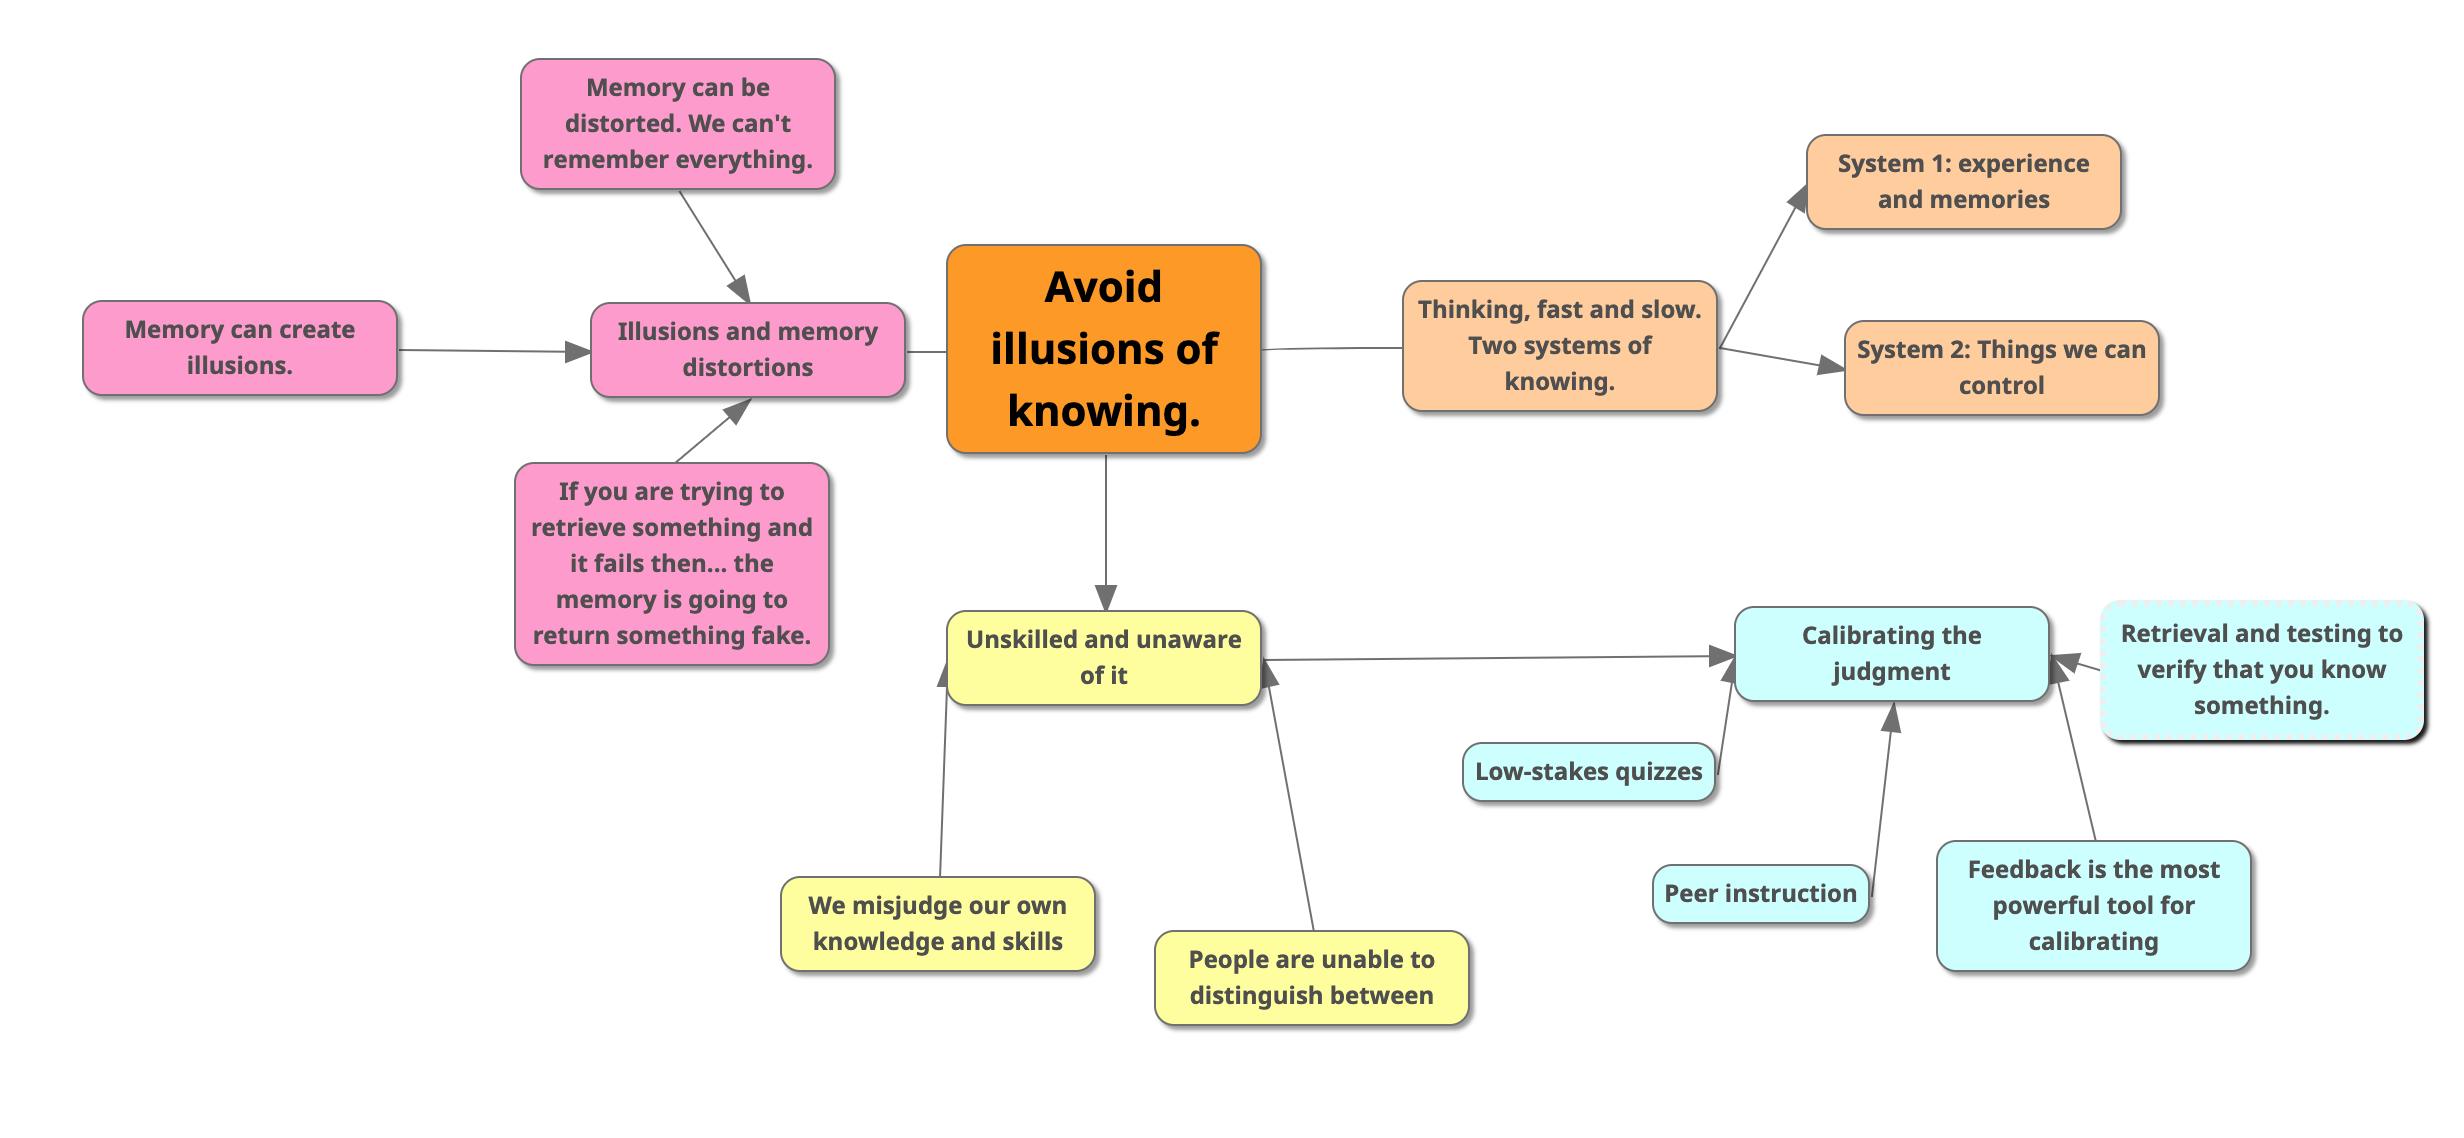 Memory can be
distorted. We can't
remember everything.
System 1: experience
and memories
Avoid
illusions of
knowing.
Thinking, fast and slow.
Two systems of
knowing.
Memory can create
illusions.
Illusions and memory
distortions
System 2: Things we can
control
If you are trying to
retrieve something and
it fails then... the
memory is going to
return something fake.
Unskilled and unaware
of it
Calibrating the
judgment
Retrieval and testing to
verify that you know
something.
Low-stakes quizzes
Peer instruction
Feedback is the most
powerful tool for
calibrating
We misjudge our own
knowledge and skills
People are unable to
distinguish between